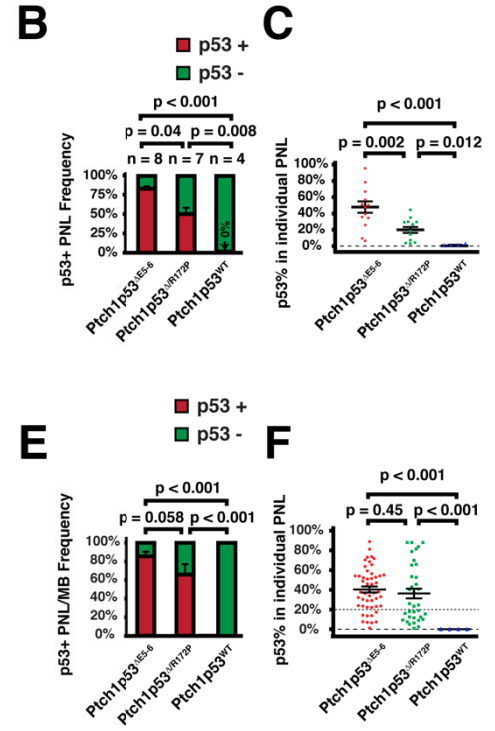 B
p53 +
p53 -
p < 0.001
p = 0.04
p = 0.008
n = 8
n = 7
n = 4
p53+ PNL Frequency
100%
75%
50%
25%
0%
0%
Ptch1p53ΔE5-6
Ptch1p53Δ/R172P
Ptch1p53WT
C
p < 0.001
p = 0.002
p = 0.012
p53% in individual PNL
100%
80%
60%
40%
20%
0%
Ptch1p53ΔE5-6
Ptch1p53Δ/R172P
Ptch1p53WT
E
p53 +
p53 -
p < 0.001
p = 0.058
p < 0.001
p53+ PNL/MB Frequency
100%
80%
60%
40%
20%
0%
Ptch1p53ΔE5-6
Ptch1p53Δ/R172P
Ptch1p53WT
F
p < 0.001
p = 0.45
p < 0.001
p53% in individual PNL
100%
80%
60%
40%
20%
0%
Ptch1p53ΔE5-6
Ptch1p53Δ/R172P
Ptch1p53WT